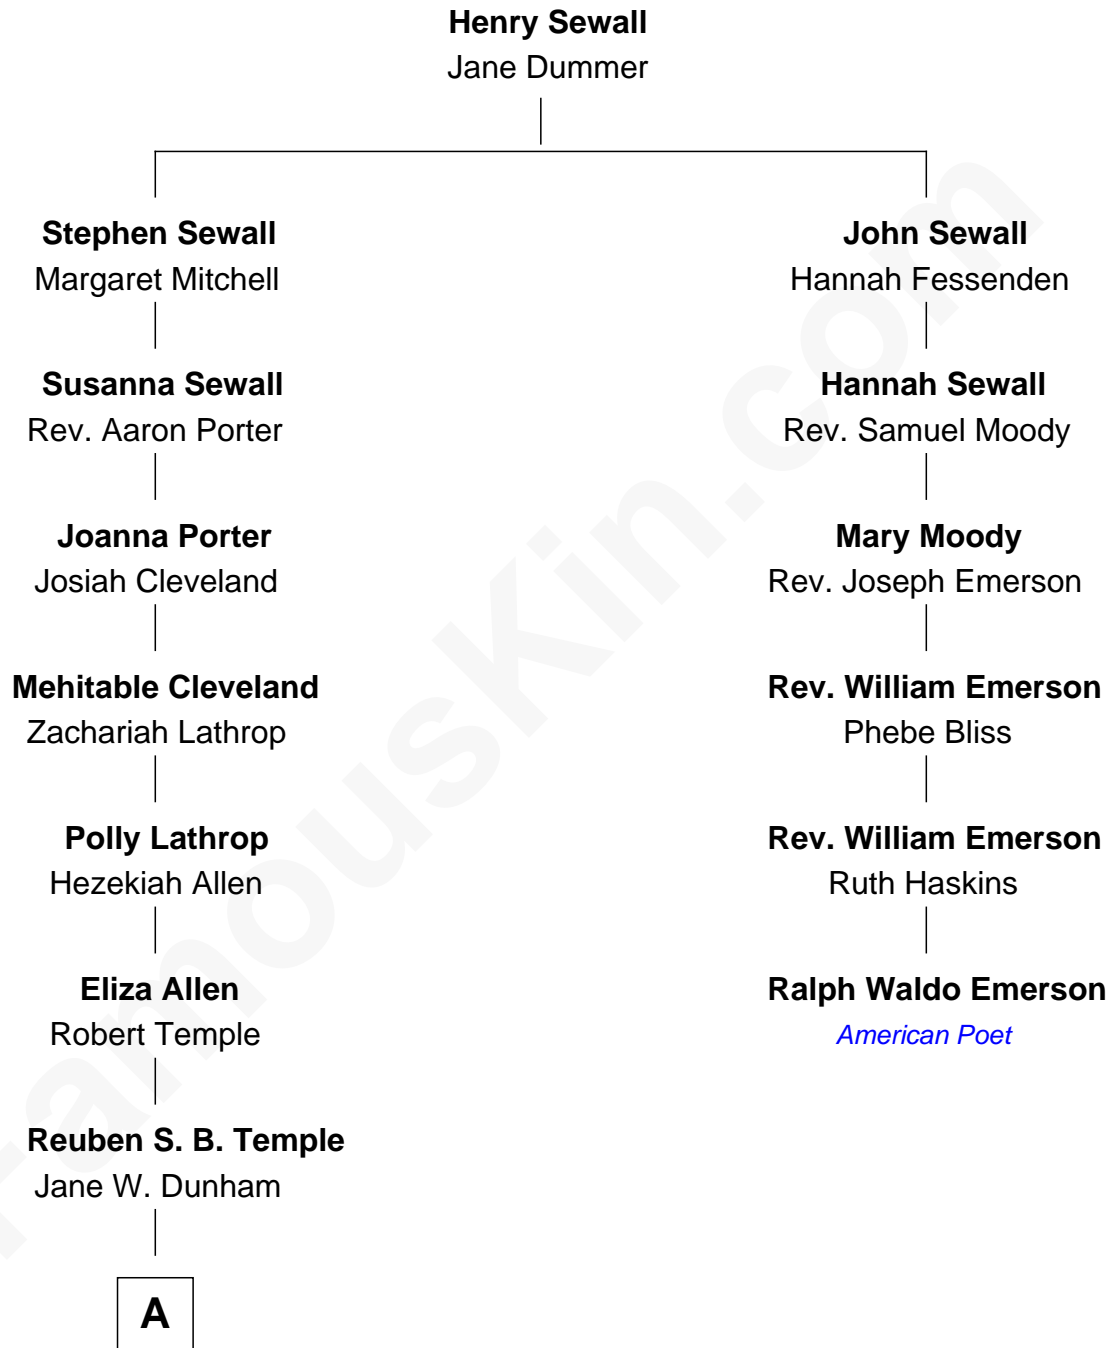 Henry Sewall
Jane Dummer
Stephen Sewall
Margaret Mitchell
John Sewall
Hannah Fessenden
Susanna Sewall
Rev. Aaron Porter
Hannah Sewall
Rev. Samuel Moody
Joanna Porter
Josiah Cleveland
Mary Moody
Rev. Joseph Emerson
Mehitable Cleveland
Zachariah Lathrop
Rev. William Emerson
Phebe Bliss
Polly Lathrop
Hezekiah Allen
Rev. William Emerson
Ruth Haskins
Eliza Allen
Robert Temple
Ralph Waldo Emerson
American Poet
Reuben S. B. Temple
Jane W. Dunham
A
FamousKin.com